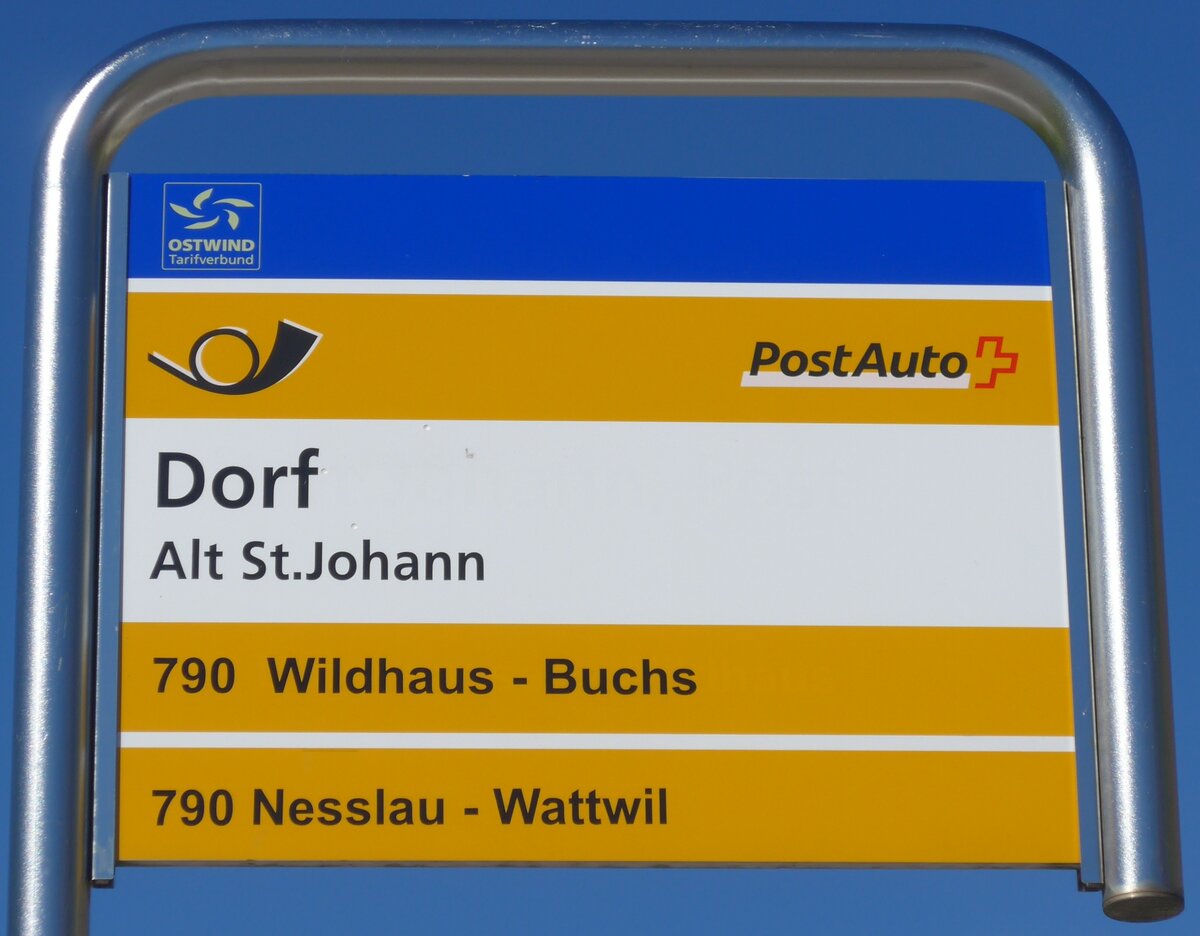 OSTWIND
Tarifverbund
PostAuto
Dorf
Alt St.Johann
790 Wildhaus - Buchs
790 Nesslau - Wattwil